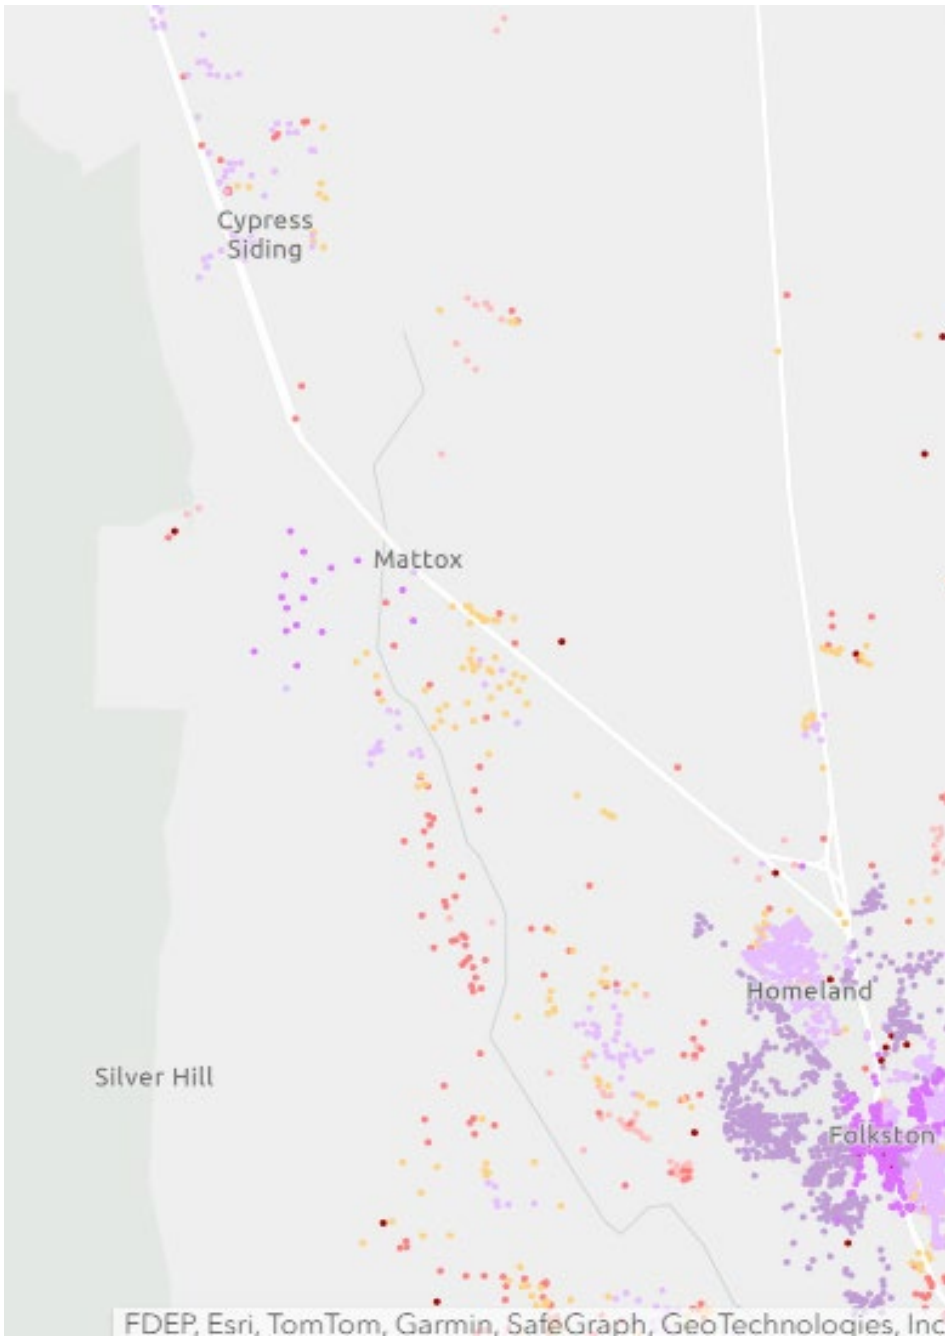 Cypress
Siding
Mattox
Homeland
Silver Hill
Folkston
FDEP, Esri, TomTom, Garmin, SafeGraph, GeoTechnologies, Inc